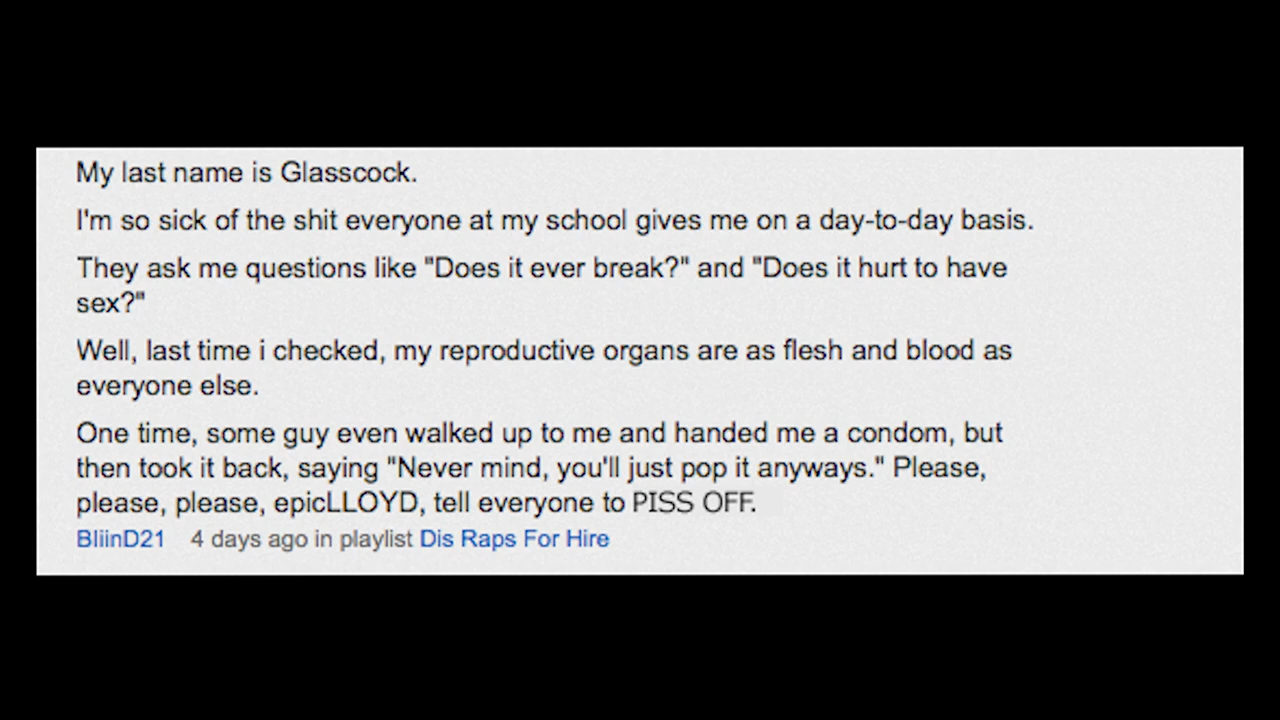 My last name is Glasscock.
I'm so sick of the shit everyone at my school gives me on a day-to-day basis.
They ask me questions like "Does it ever break?" and "Does it hurt to have
sex?"
Well, last time i checked, my reproductive organs are as flesh and blood as
everyone else.
One time, some guy even walked up to me and handed me a condom, but
then took it back, saying "Never mind, you'll just pop it anyways." Please,
please, please, epicLLOYD, tell everyone to PISS OFF.
BliinD21 4 days ago in playlist Dis Raps For Hire